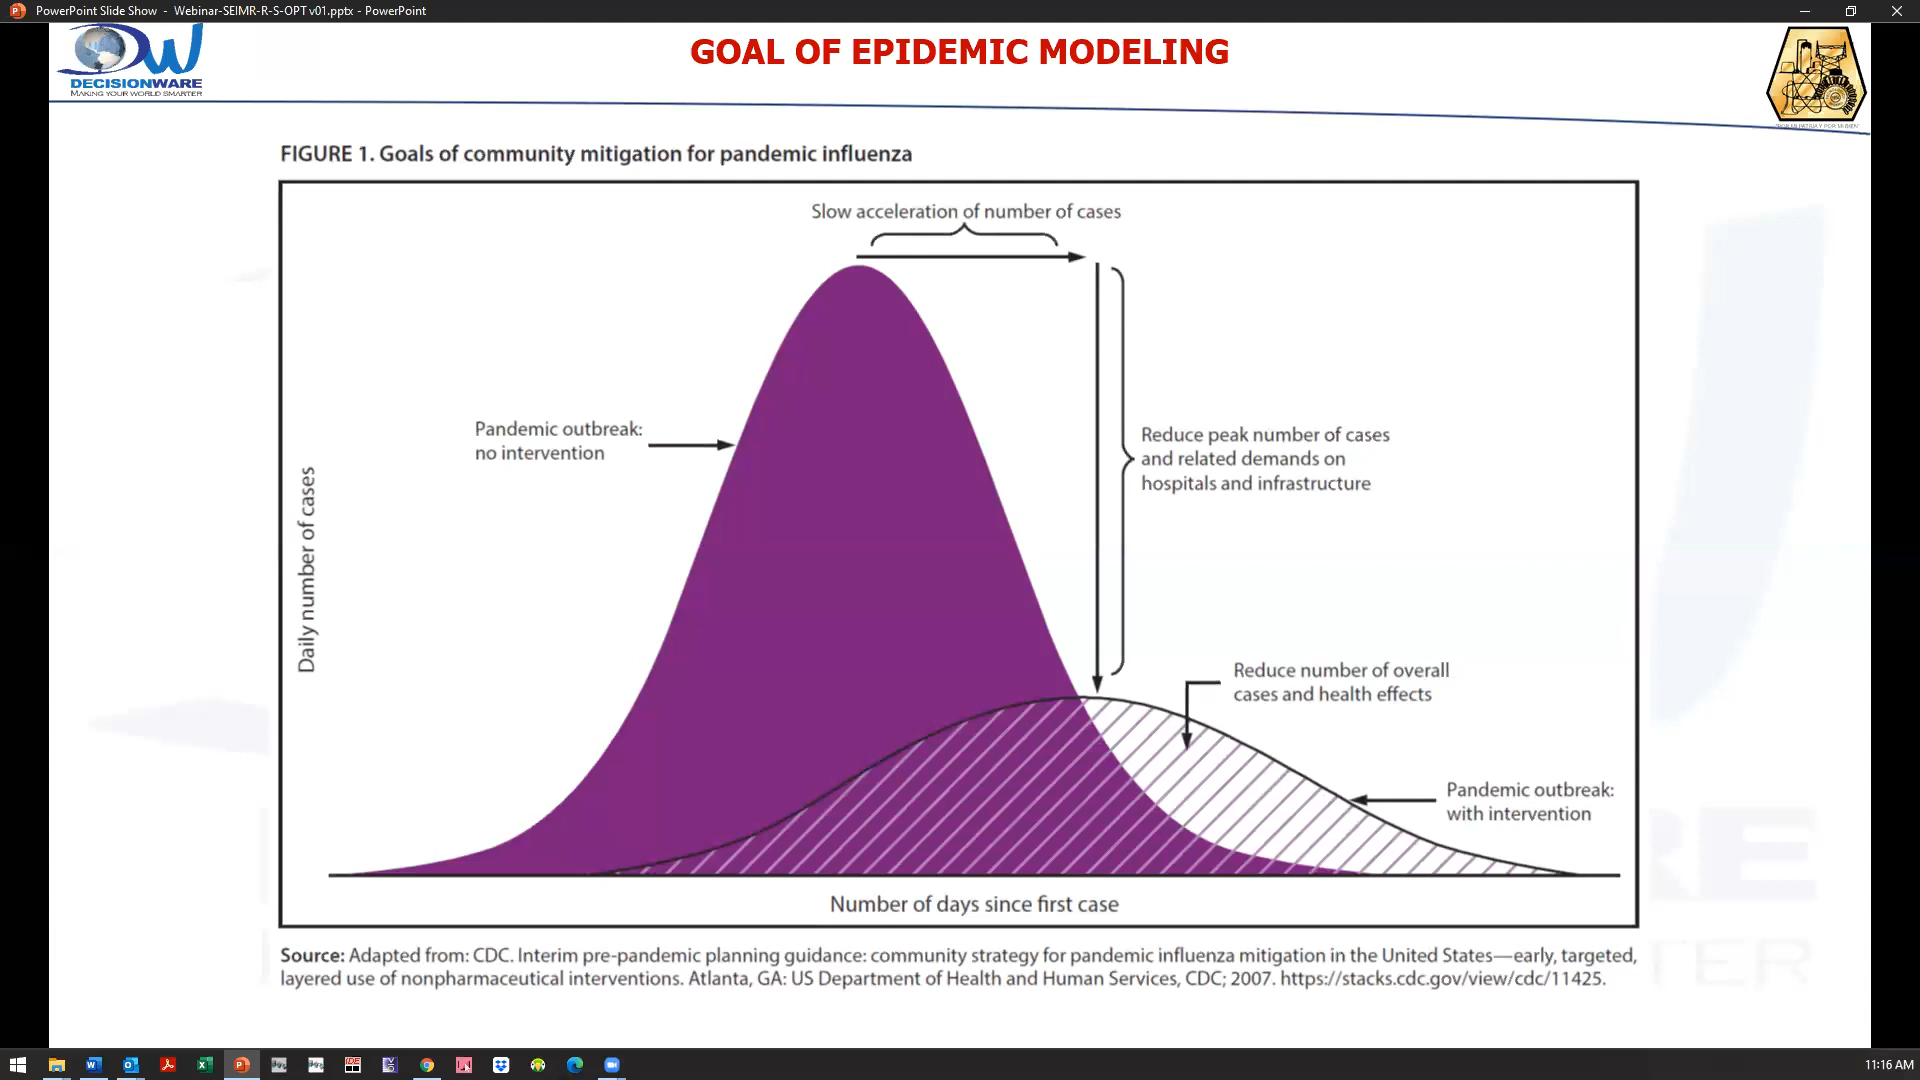 PowerPoint Slide Show - Webinar-SEIMR-R-S-OPT v01.pptx - PowerPoint
DW
DECISIONWARE
MAKING YOUR WORLD SMARTER
GOAL OF EPIDEMIC MODELING
FIGURE 1. Goals of community mitigation for pandemic influenza
Slow acceleration of number of cases
Pandemic outbreak:
no intervention
Reduce peak number of cases
and related demands on
hospitals and infrastructure
Daily number of cases
Reduce number of overall
cases and health effects
Pandemic outbreak:
with intervention
Number of days since first case
Source: Adapted from: CDC. Interim pre-pandemic planning guidance: community strategy for pandemic influenza mitigation in the United States—early, targeted,
layered use of nonpharmaceutical interventions. Atlanta, GA: US Department of Health and Human Services, CDC; 2007. https://stacks.cdc.gov/view/cdc/11425.
11:16 AM